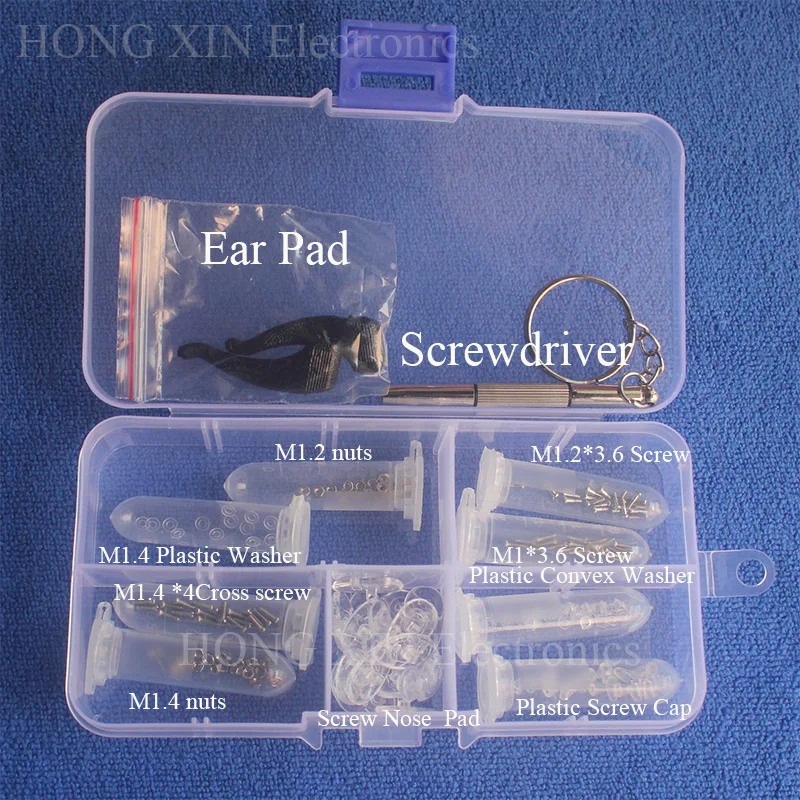 HONG XIN Electronics
Ear Pad
Screwdriver
M1.2 nuts
M1.2*3.6 Screw
M1.4 Plastic Washer
M1*3.6 Screw
Plastic Convex Washer
M1.4 *4Cross screw
HONG XIN Electronics
M1.4 nuts
Screw Nose Pad
Plastic Screw Cap